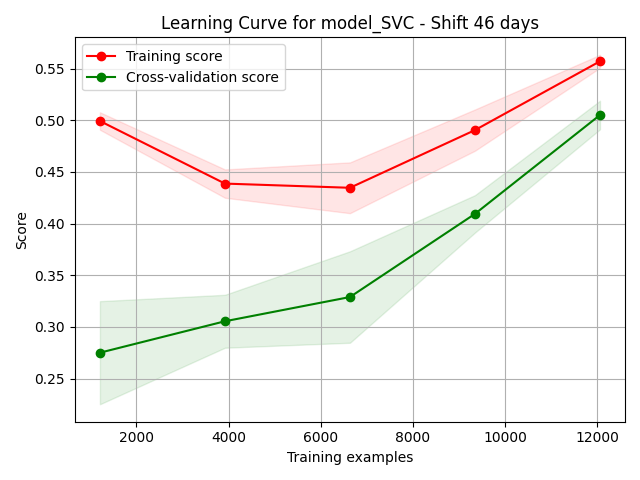 Learning Curve for model_SVC - Shift 46 days
Training score
Cross-validation score
Score
0.55
0.50
0.45
0.40
0.35
0.30
0.25
2000 4000 6000 8000 10000 12000
Training examples